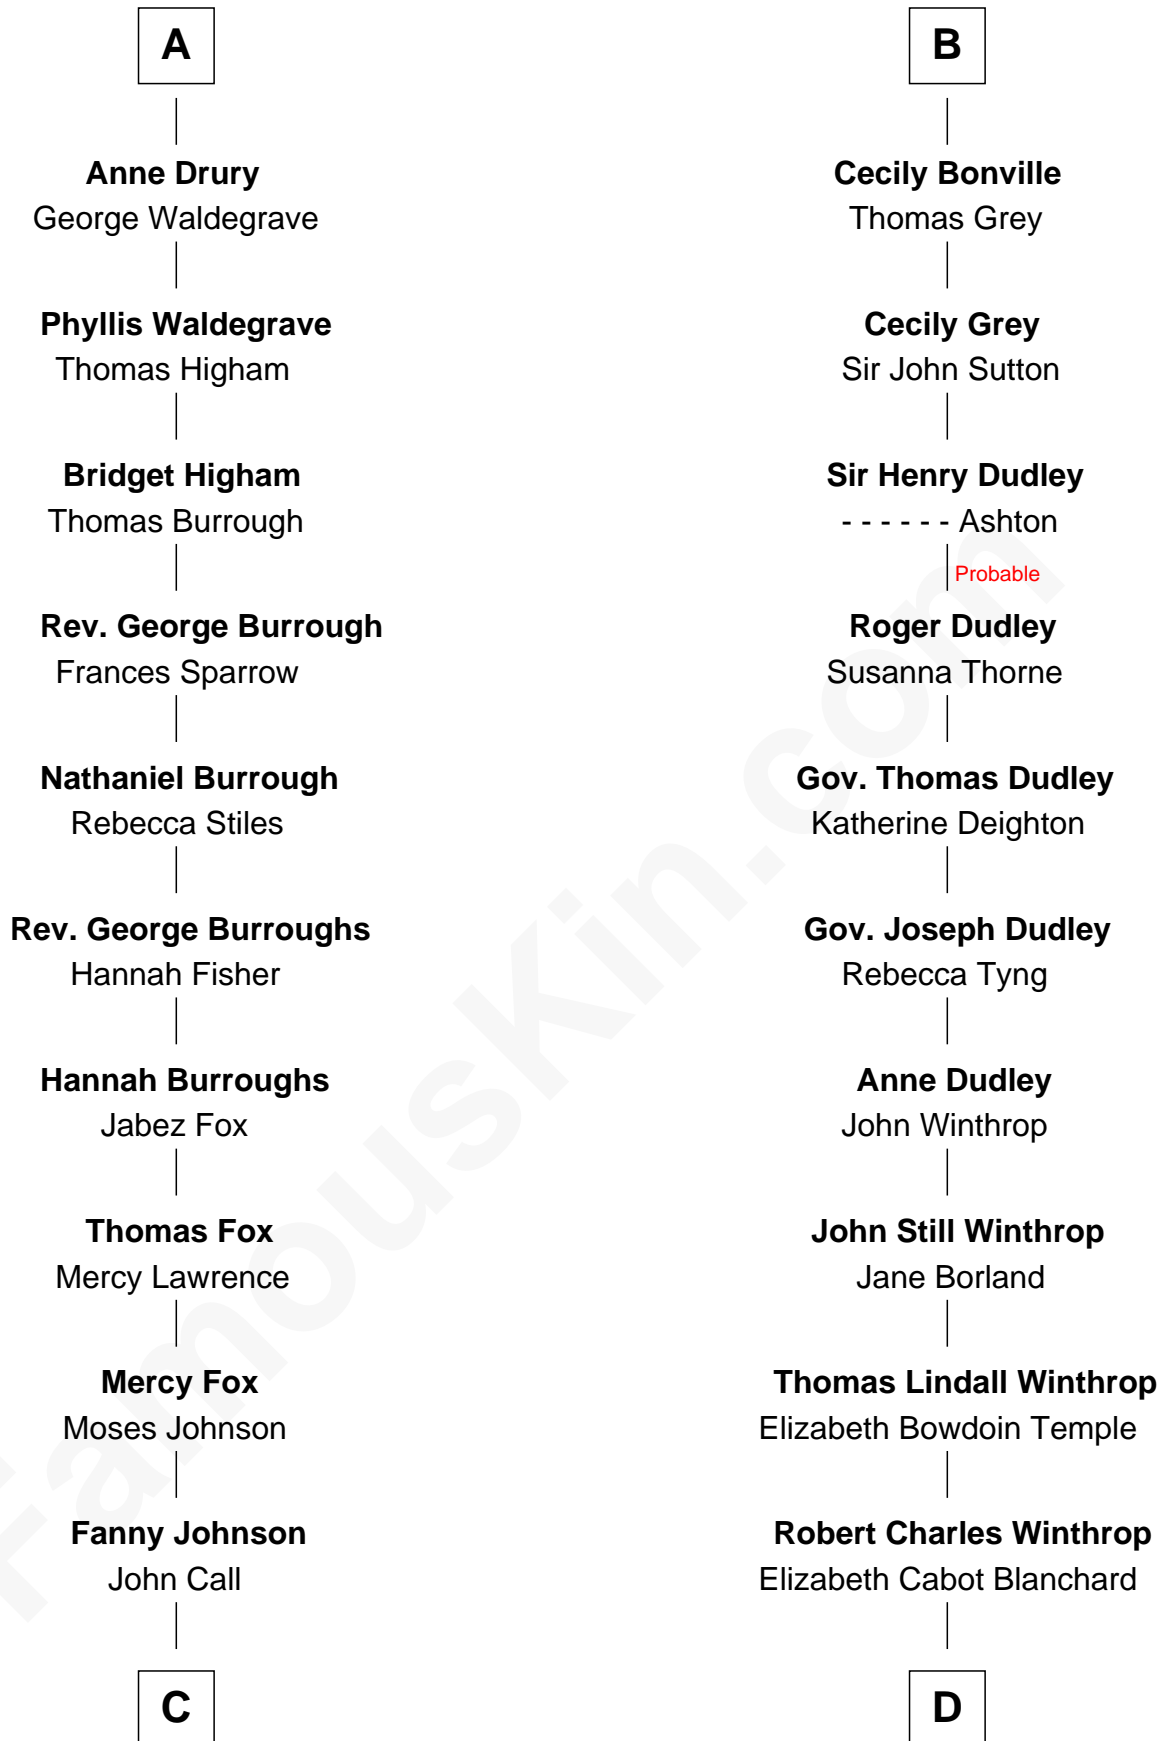 A
Anne Drury
George Waldegrave
Phyllis Waldegrave
Thomas Higham
Bridget Higham
Thomas Burrough
Rev. George Burrough
Frances Sparrow
Nathaniel Burrough
Rebecca Stiles
Rev. George Burroughs
Hannah Fisher
Hannah Burroughs
Jabez Fox
Thomas Fox
Mercy Lawrence
Mercy Fox
Moses Johnson
Fanny Johnson
John Call
C
B
Cecily Bonville
Thomas Grey
Cecily Grey
Sir John Sutton
Sir Henry Dudley
- - - - - - Ashton
Probable
Roger Dudley
Susanna Thorne
Gov. Thomas Dudley
Katherine Deighton
Gov. Joseph Dudley
Rebecca Tyng
Anne Dudley
John Winthrop
John Still Winthrop
Jane Borland
Thomas Lindall Winthrop
Elizabeth Bowdoin Temple
Robert Charles Winthrop
Elizabeth Cabot Blanchard
D
FamousKin.com